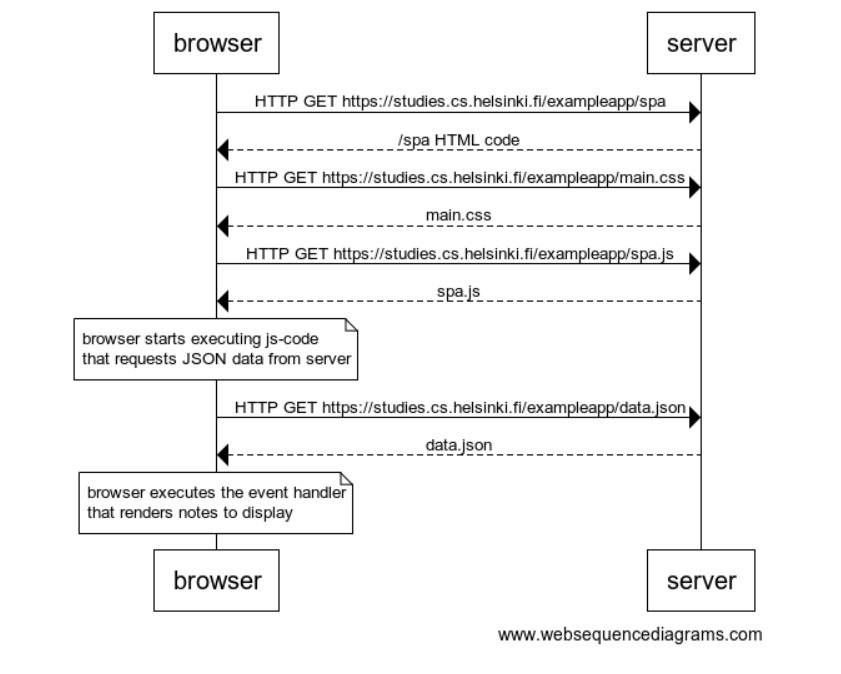 browser
server
HTTP GET https://studies.cs.helsinki.fi/exampleapp/spa
/spa HTML code
HTTP GET https://studies.cs.helsinki.fi/exampleapp/main.css
main.css
HTTP GET https://studies.cs.helsinki.fi/exampleapp/spa.js
spa.js
browser starts executing js-code
that requests JSON data from server
HTTP GET https://studies.cs.helsinki.fi/exampleapp/data.json
data.json
browser executes the event handler
that renders notes to display
browser
server
www.websequencediagrams.com